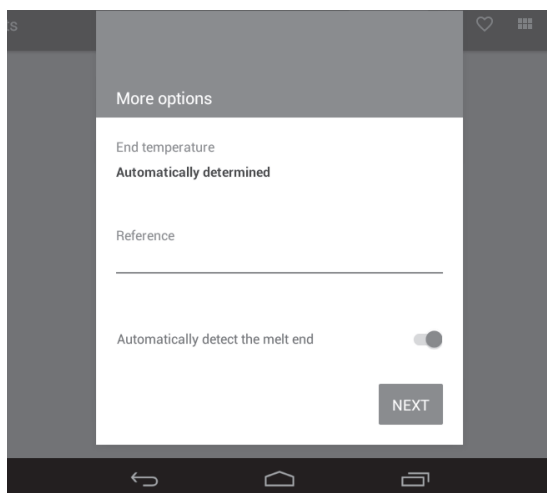 More options
End temperature
Automatically determined
Reference
Automatically detect the melt end
NEXT